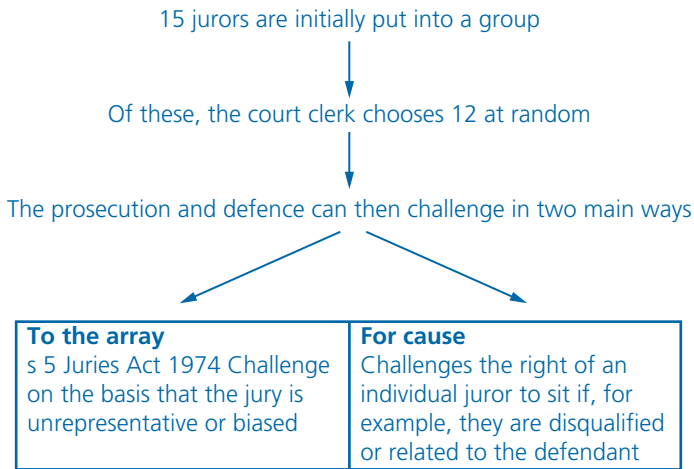 15 jurors are initially put into a group
Of these, the court clerk chooses 12 at random
The prosecution and defence can then challenge in two main ways
To the array
s 5 Juries Act 1974 Challenge
on the basis that the jury is
unrepresentative or biased
For cause
Challenges the right of an
individual juror to sit if, for
example, they are disqualified
or related to the defendant